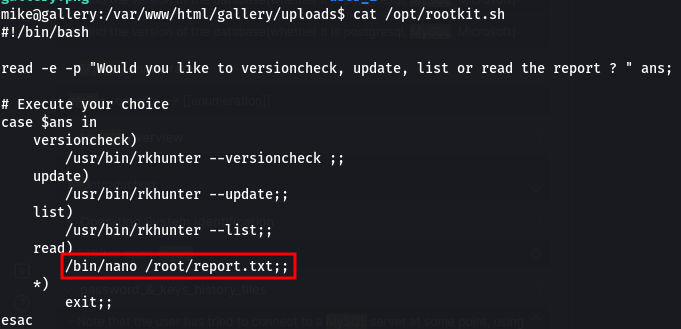 mike@gallery:/var/www/html/gallery/uploads$ cat /opt/rootkit.sh
#!/bin/bash
read -e -p "Would you like to versioncheck, update, list or read the report ? " ans;
# Execute your choice
case $ans in
    versioncheck)
        /usr/bin/rkhunter --versioncheck ;;
    update)
        /usr/bin/rkhunter --update;;
    list)
        /usr/bin/rkhunter --list;;
    read)
        /bin/nano /root/report.txt;;
    *)
        exit;;
esac